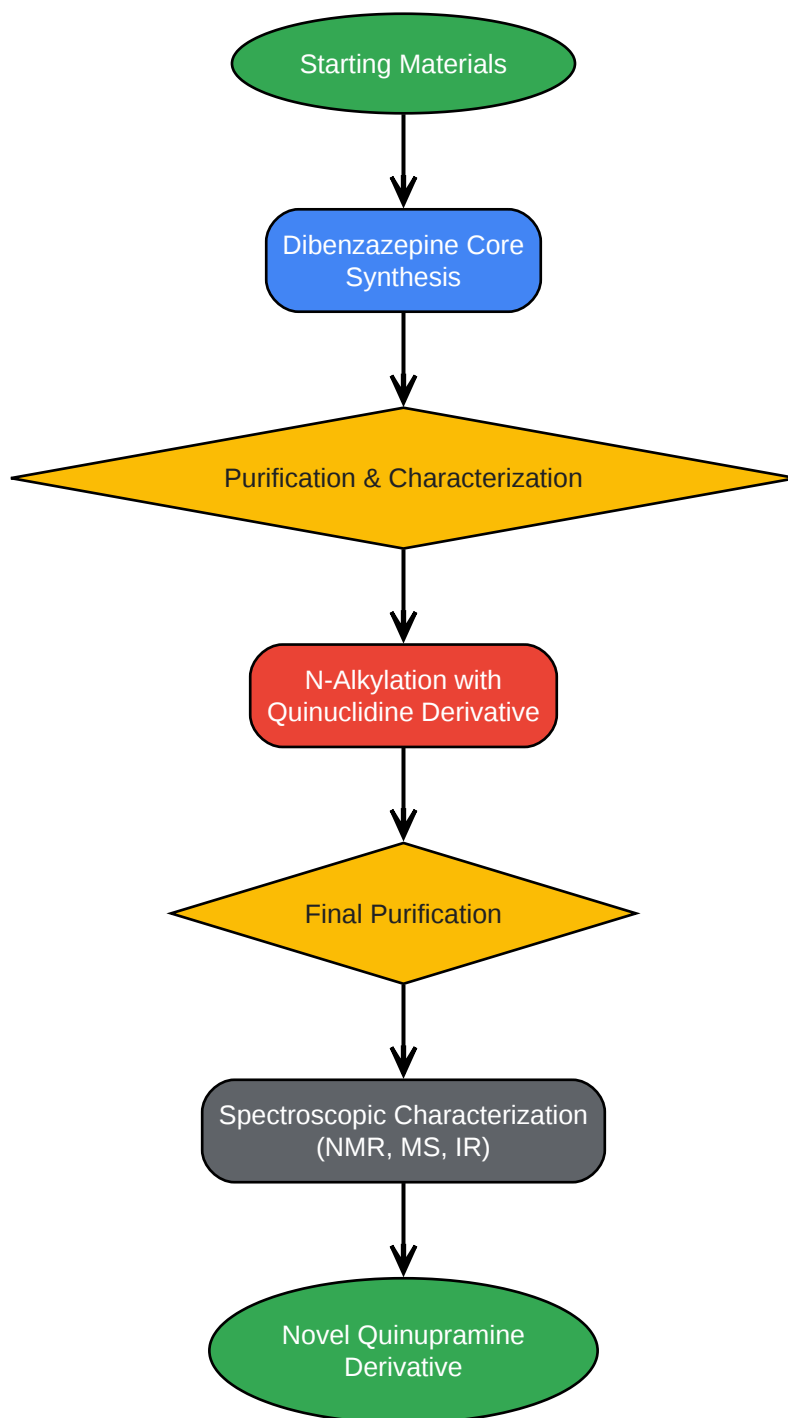 Starting Materials
Dibenzazepine Core
Synthesis
Purification & Characterization
N-Alkylation with
Quinuclidine Derivative
Final Purification
Spectroscopic Characterization
(NMR, MS, IR)
Novel Quinupramine
Derivative